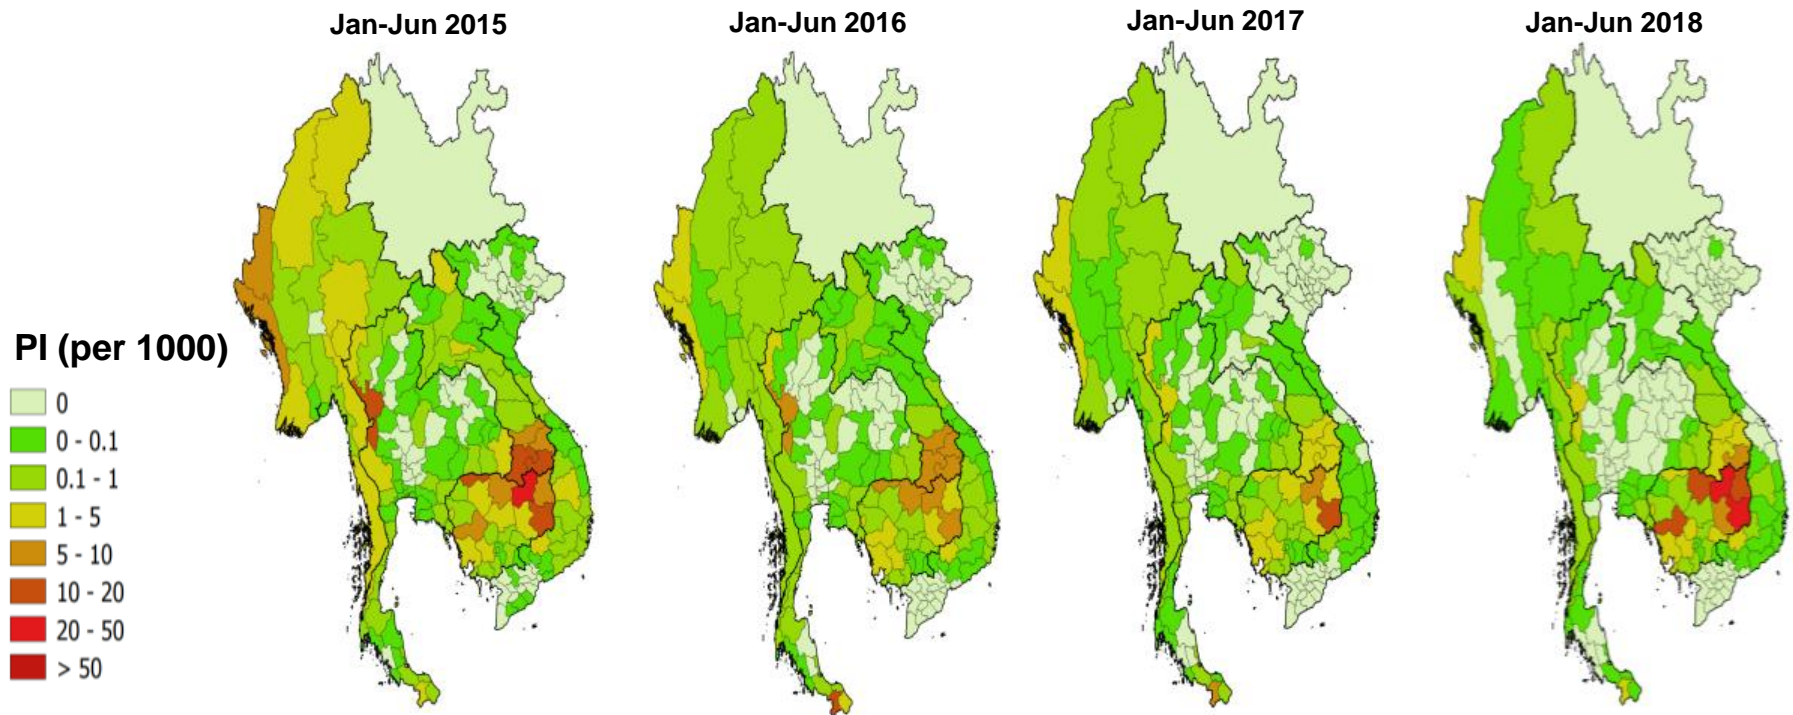 Jan-Jun 2015
Jan-Jun 2016
Jan-Jun 2017
Jan-Jun 2018
PI (per 1000)
0
0 - 0.1
0.1 - 1
1 - 5
5 - 10
10 - 20
20 - 50
> 50